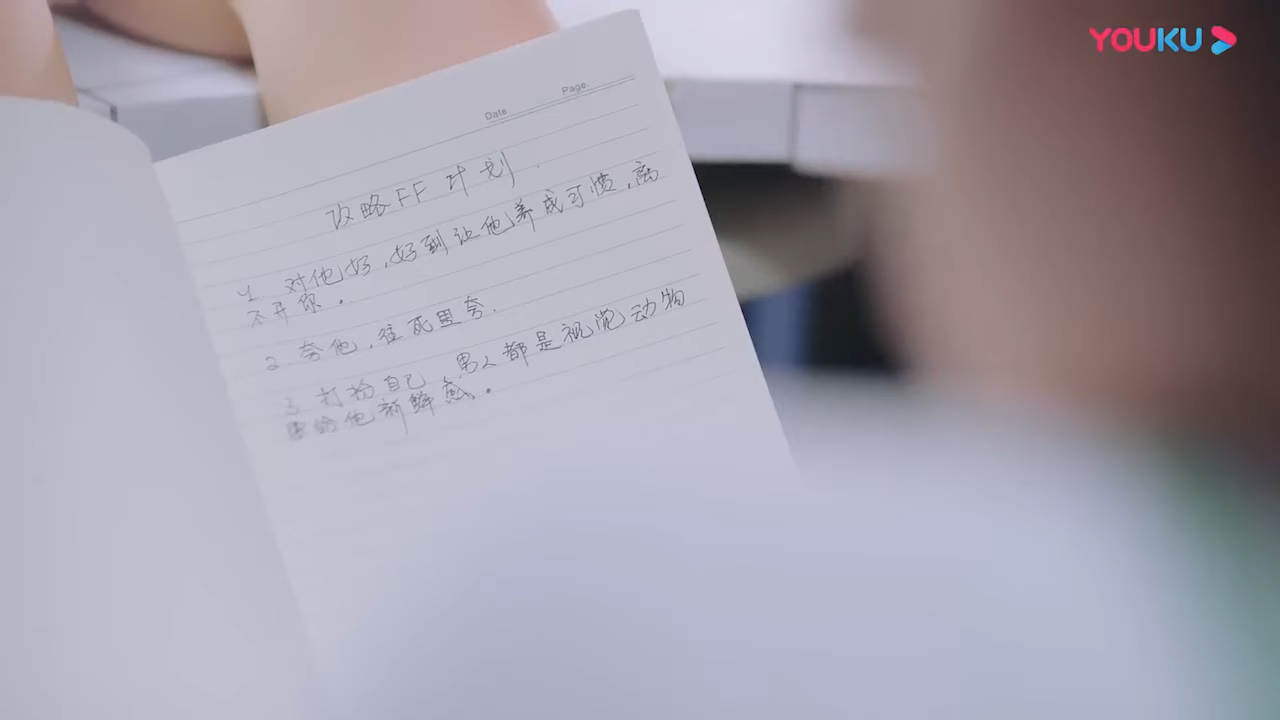 YOUKU
Date
Page
攻略FF计划.
1. 对他好,好到让他养成习惯,离
不开你。
2. 夸他,往死里夸.
3. 打扮自己 男人都是视觉动物
要给他新鲜感。